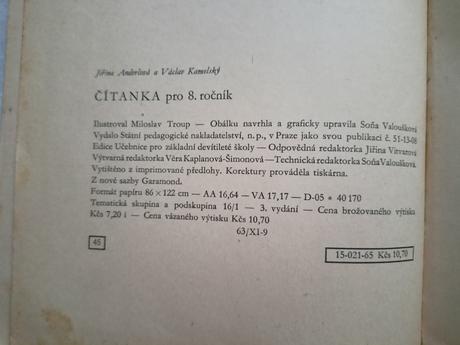 Jiřina Anderlová a Václav Kamelský
ČÍTANKA pro 8. ročník
Ilustroval Miloslav Troup — Obálku navrhla a graficky upravila Soňa Valoušková
Vydalo Státní pedagogické nakladatelství, n. p., v Praze jako svou publikaci č. 51-13-08
Edice Učebnice pro základní devítileté školy — Odpovědná redaktorka Jiřina Vitvarová
Výtvarná redaktorka Věra Kaplanová-Šimonová — Technická redaktorka Soňa Valoušková.
Vytištěno z imprimované předlohy. Korektury prováděla tiskárna.
Z nové sazby Garamond.
Formát papíru 86 × 122 cm — AA 16,64 — VA 17,17 — D-05 * 40 170
Tematická skupina a podskupina 16/1 — 3. vydání — Cena brožovaného výtisku
Kčs 7,20 i — Cena vázaného výtisku Kčs 10,70
63/XI-9
45
15-021-65 Kčs 10,70